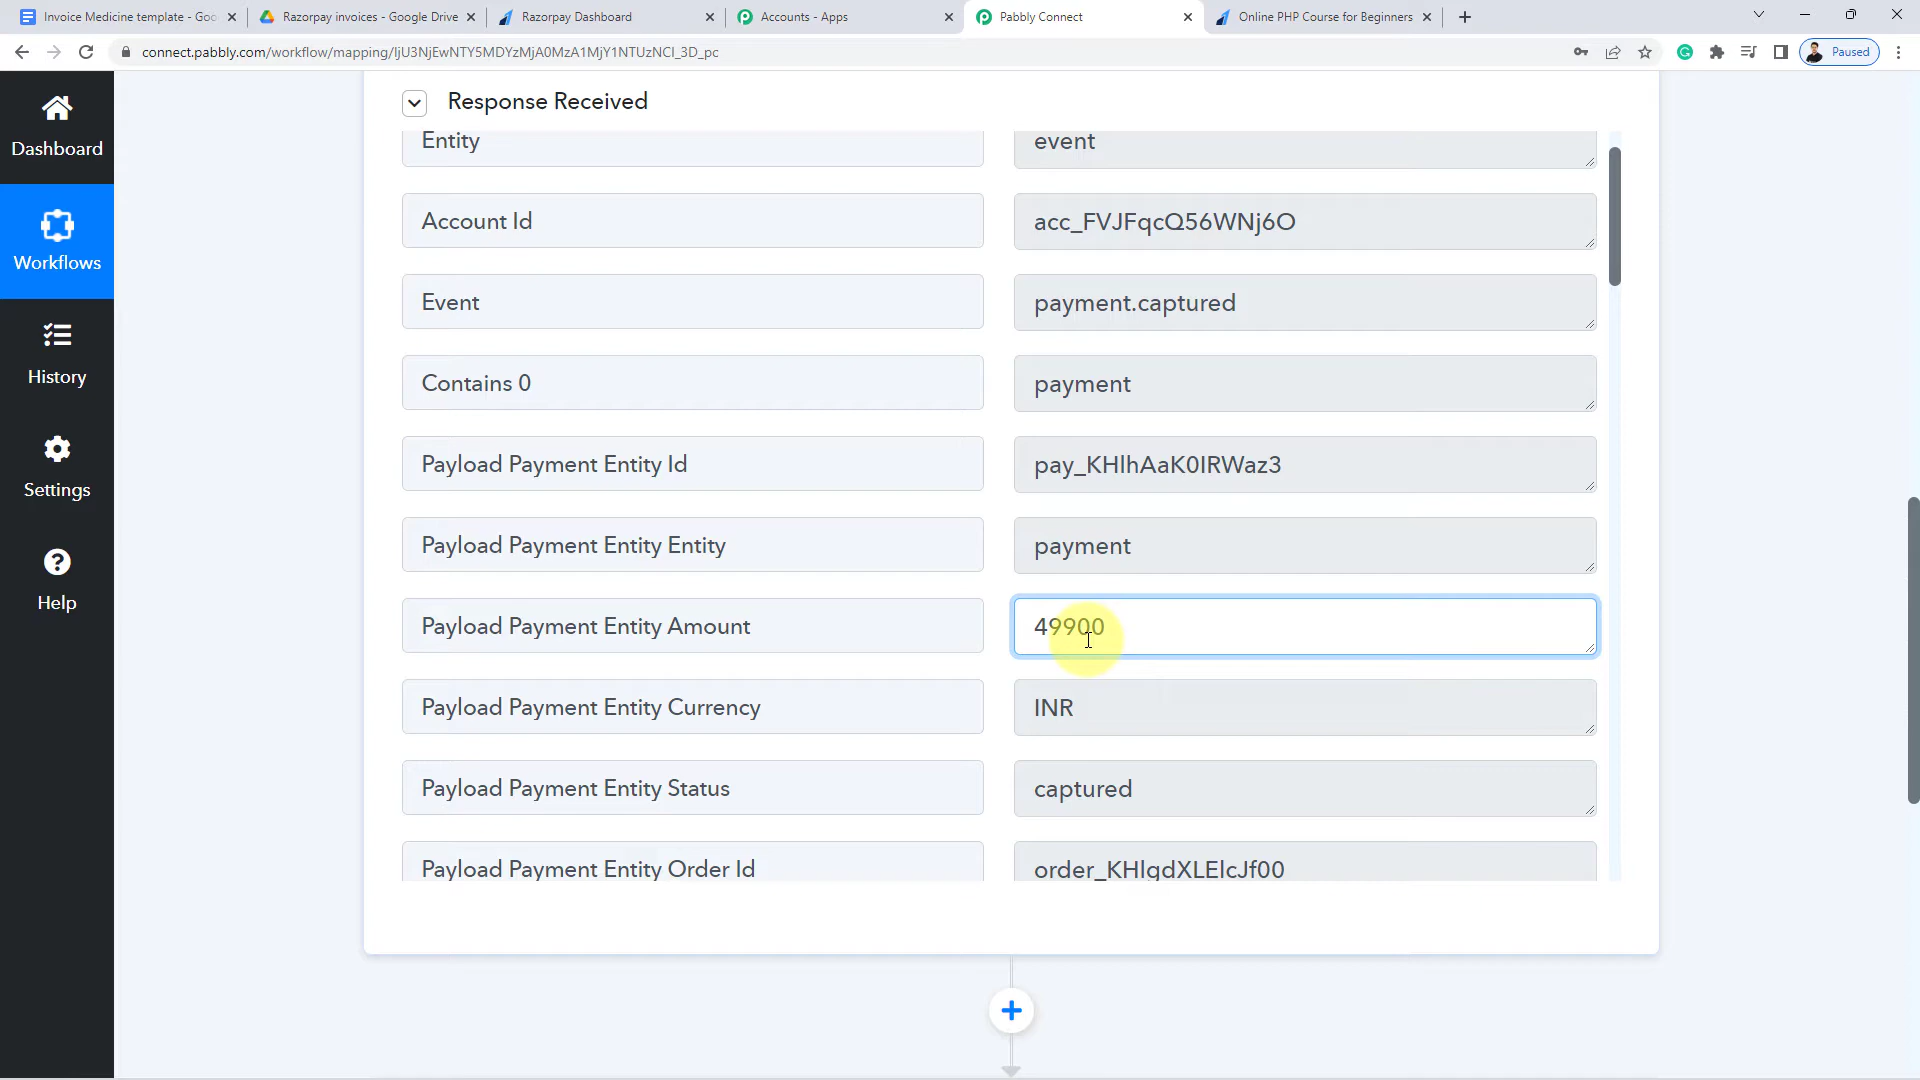 Invoice Medicine template - Goo
Razorpay invoices - Google Drive
Razorpay Dashboard
Accounts - Apps
Pabbly Connect
Online PHP Course for Beginners
connect.pabbly.com/workflow/mapping/IjU3NjEwNTY5MDYzMjA0MzA1MjY1NTUzNCI_3D_pc
Paused
Dashboard
Workflows
History
Settings
Help
Response Received
Entity
event
Account Id
acc_FVJFqcQ56WNj6O
Event
payment.captured
Contains 0
payment
Payload Payment Entity Id
pay_KHlhAaK0IRWaz3
Payload Payment Entity Entity
payment
Payload Payment Entity Amount
49900
Payload Payment Entity Currency
INR
Payload Payment Entity Status
captured
Payload Payment Entity Order Id
order_KHlgdXLElcJf00